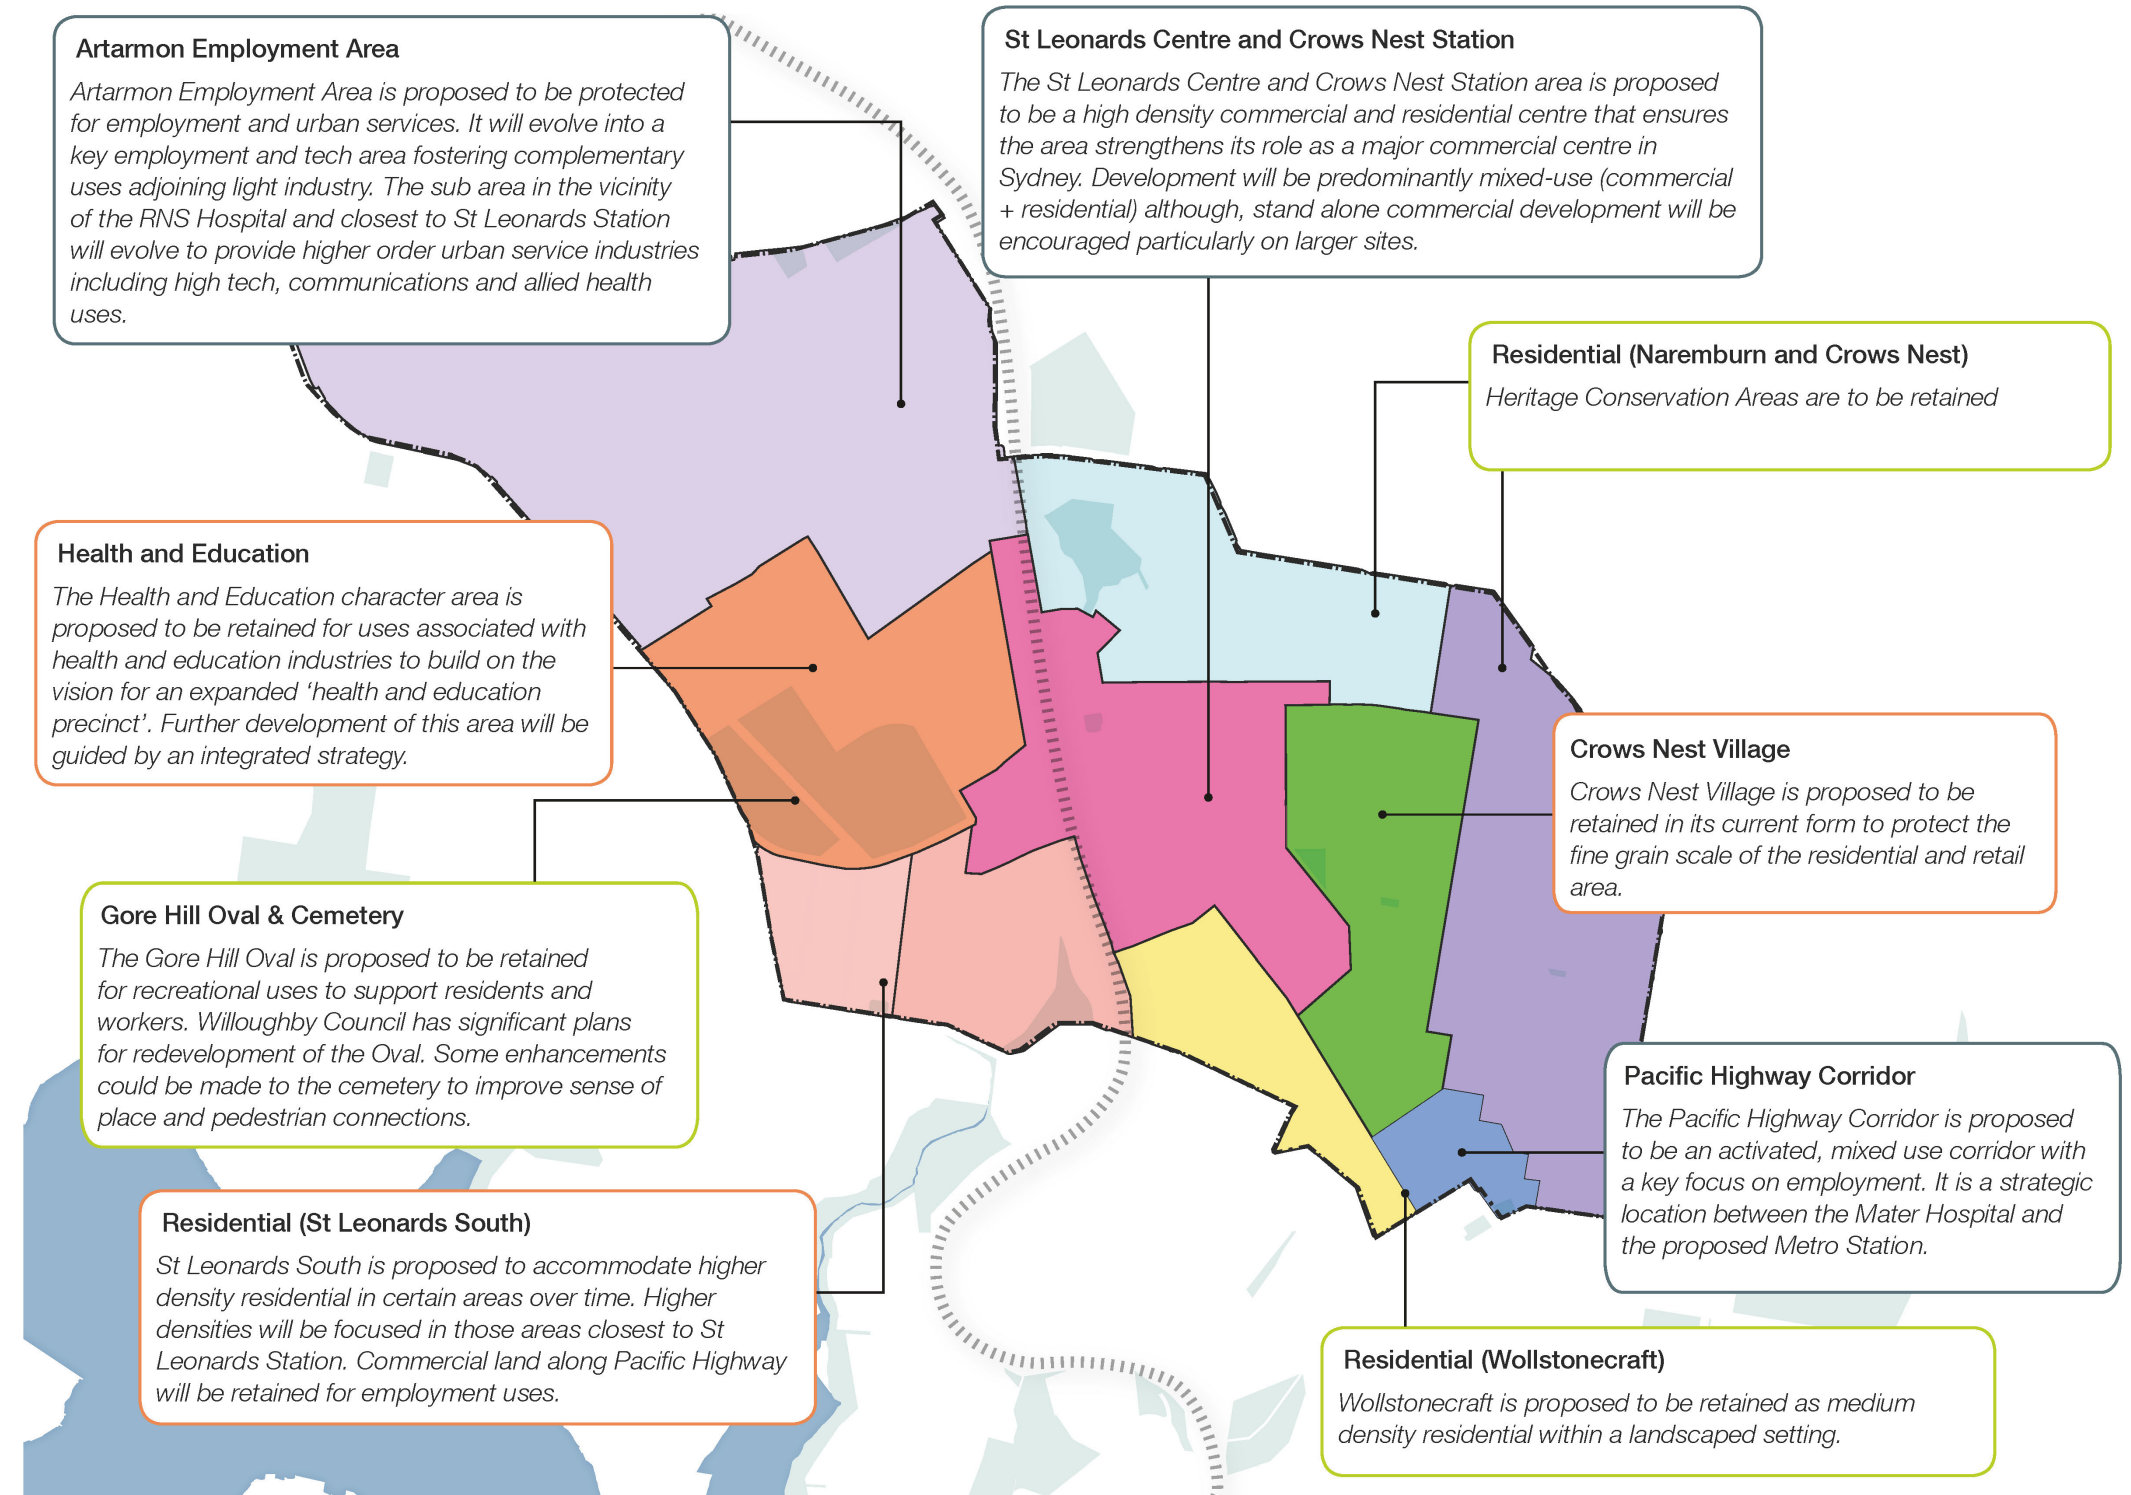 Artarmon Employment Area
Artarmon Employment Area is proposed to be protected
for employment and urban services. It will evolve into a
key employment and tech area fostering complementary
uses adjoining light industry. The sub area in the vicinity
of the RNS Hospital and closest to St Leonards Station
will evolve to provide higher order urban service industries
including high tech, communications and allied health
uses.
St Leonards Centre and Crows Nest Station
The St Leonards Centre and Crows Nest Station area is proposed
to be a high density commercial and residential centre that ensures
the area strengthens its role as a major commercial centre in
Sydney. Development will be predominantly mixed-use (commercial
+ residential) although, stand alone commercial development will be
encouraged particularly on larger sites.
Residential (Naremburn and Crows Nest)
Heritage Conservation Areas are to be retained
Health and Education
The Health and Education character area is
proposed to be retained for uses associated with
health and education industries to build on the
vision for an expanded ‘health and education
precinct’. Further development of this area will be
guided by an integrated strategy.
Crows Nest Village
Crows Nest Village is proposed to be
retained in its current form to protect the
fine grain scale of the residential and retail
area.
Gore Hill Oval & Cemetery
The Gore Hill Oval is proposed to be retained
for recreational uses to support residents and
workers. Willoughby Council has significant plans
for redevelopment of the Oval. Some enhancements
could be made to the cemetery to improve sense of
place and pedestrian connections.
Pacific Highway Corridor
The Pacific Highway Corridor is proposed
to be an activated, mixed use corridor with
a key focus on employment. It is a strategic
location between the Mater Hospital and
the proposed Metro Station.
Residential (St Leonards South)
St Leonards South is proposed to accommodate higher
density residential in certain areas over time. Higher
densities will be focused in those areas closest to St
Leonards Station. Commercial land along Pacific Highway
will be retained for employment uses.
Residential (Wollstonecraft)
Wollstonecraft is proposed to be retained as medium
density residential within a landscaped setting.